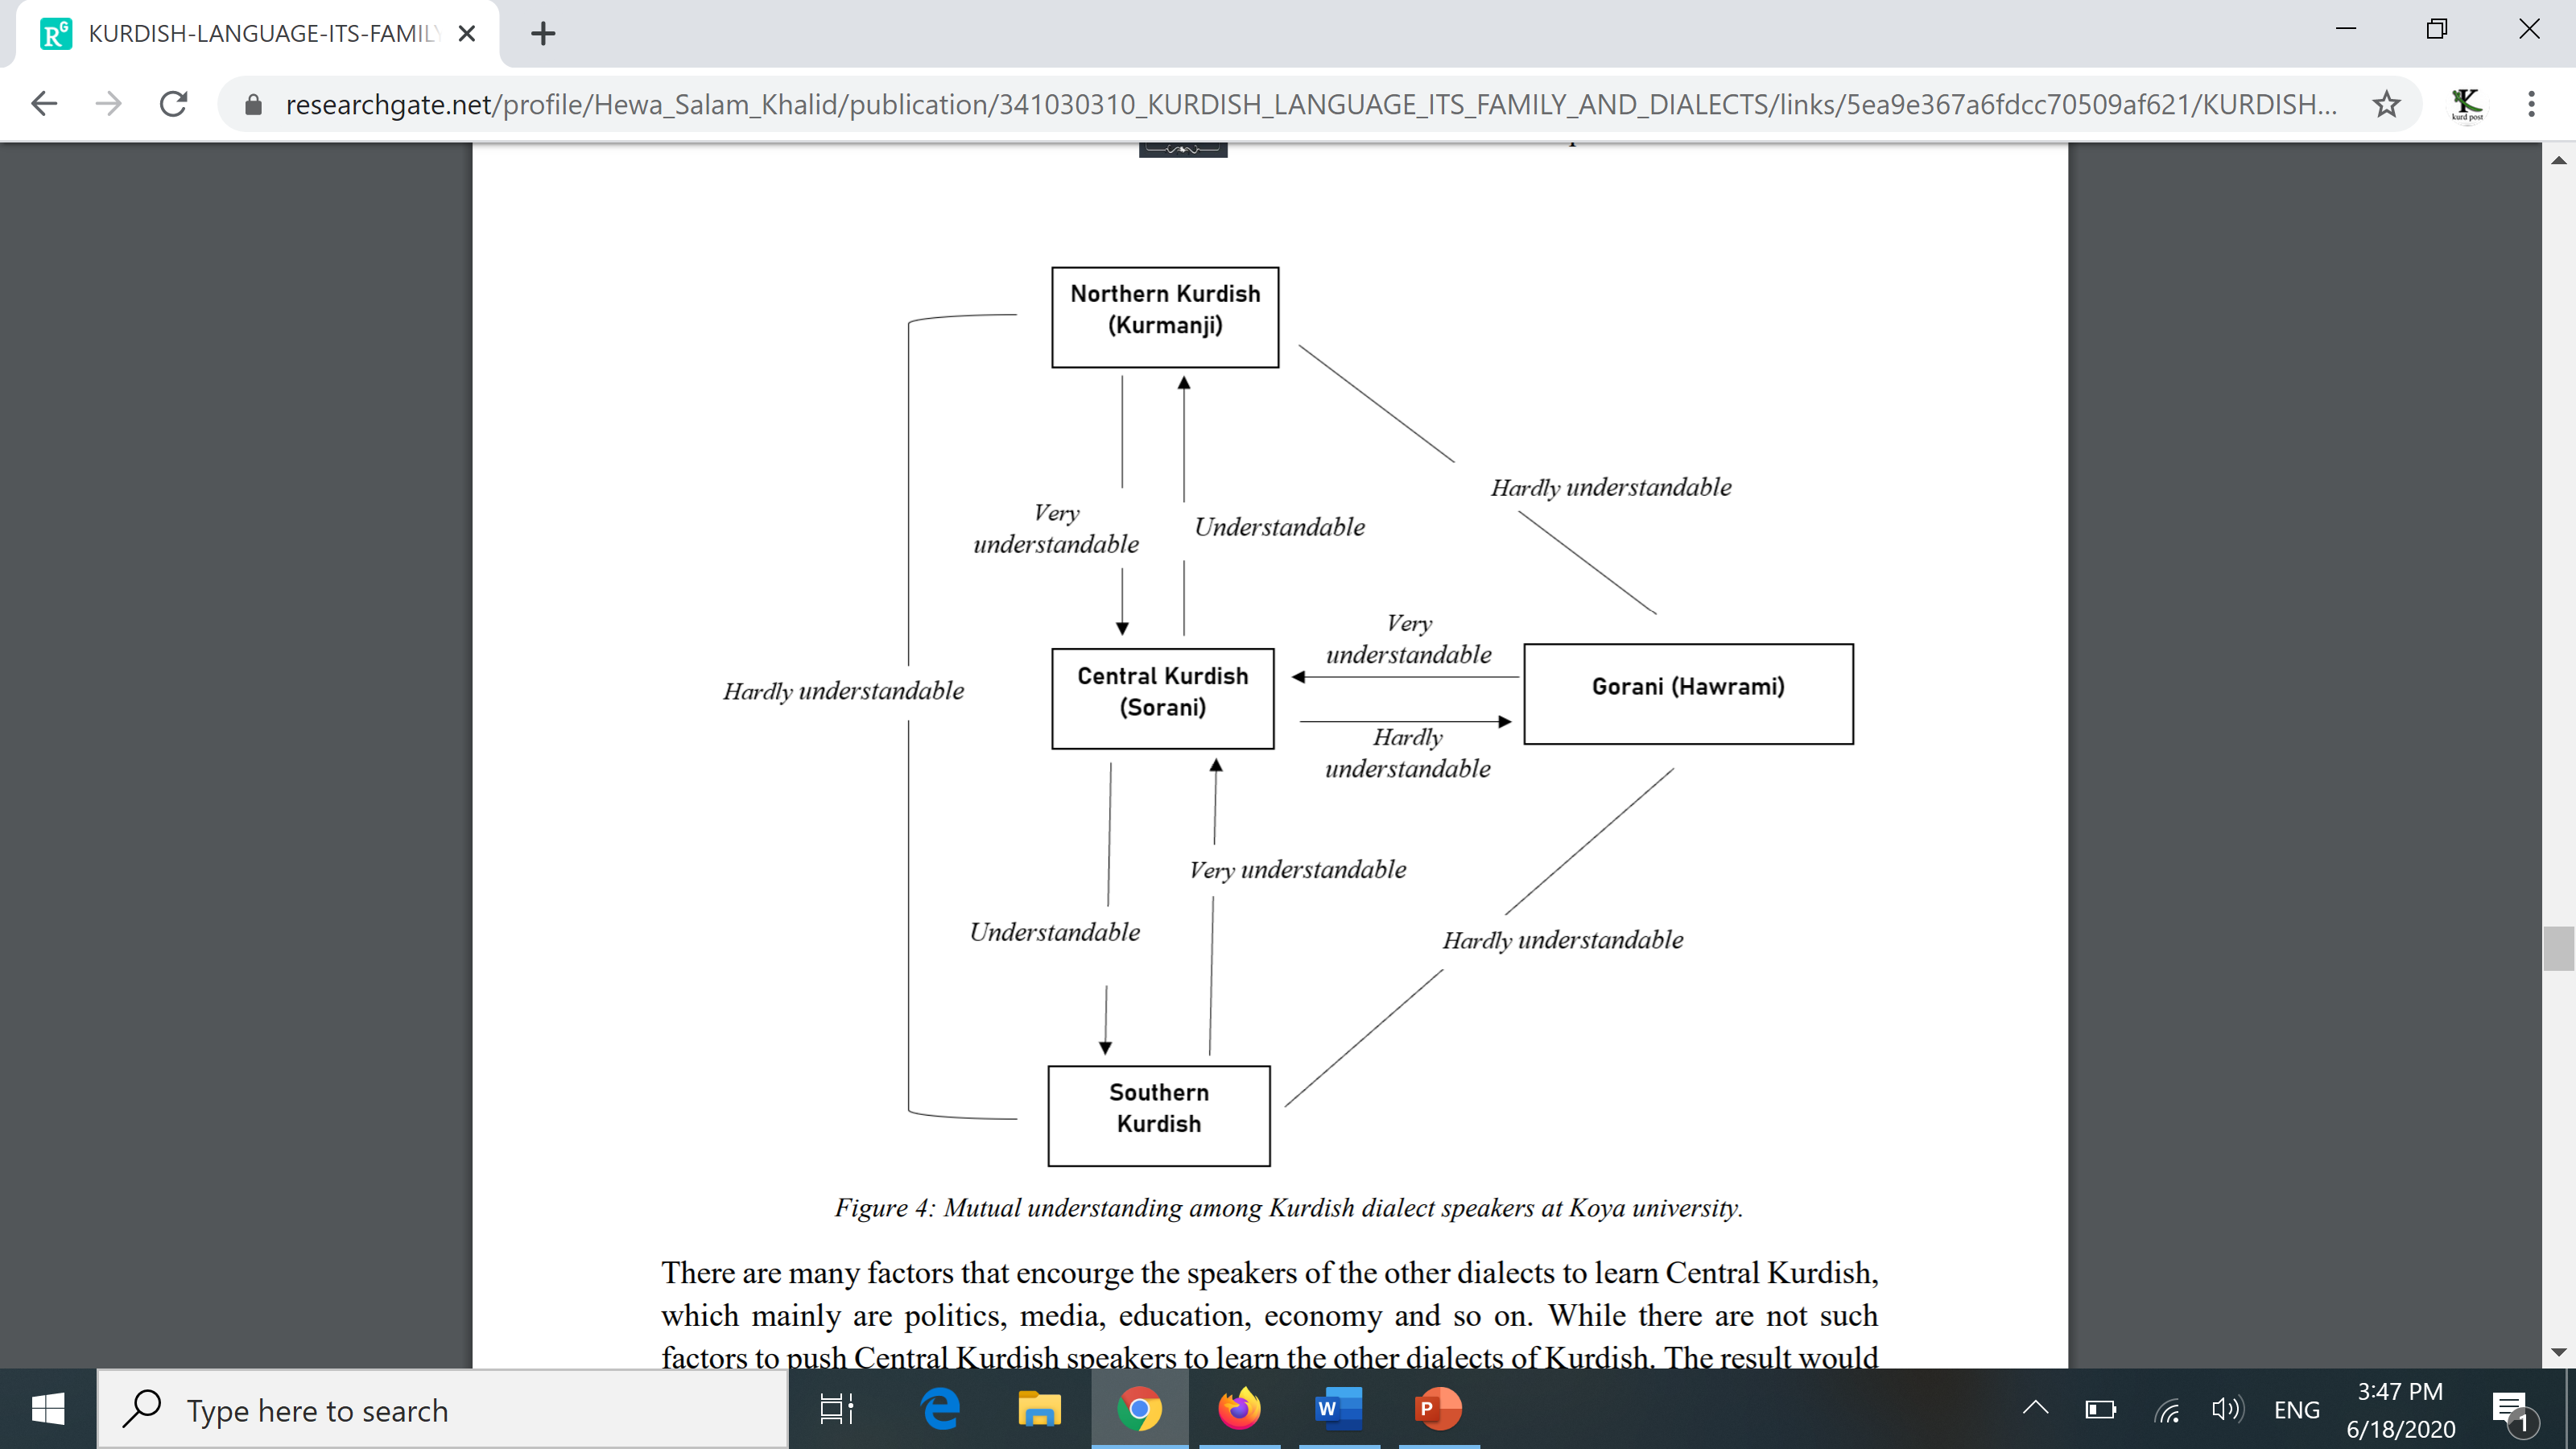 KURDISH-LANGUAGE-ITS-FAMILY
researchgate.net/profile/Hewa_Salam_Khalid/publication/341030310_KURDISH_LANGUAGE_ITS_FAMILY_AND_DIALECTS/links/5ea9e367a6fdcc70509af621/KURDISH...
K
kurd post
Northern Kurdish
(Kurmanji)
Hardly understandable
Very
understandable
Understandable
Very
understandable
Central Kurdish
(Sorani)
Gorani (Hawrami)
Hardly understandable
Hardly
understandable
Very understandable
Understandable
Hardly understandable
Southern
Kurdish
Figure 4: Mutual understanding among Kurdish dialect speakers at Koya university.
There are many factors that encourge the speakers of the other dialects to learn Central Kurdish,
which mainly are politics, media, education, economy and so on. While there are not such
factors to push Central Kurdish speakers to learn the other dialects of Kurdish. The result would
Type here to search
ENG
3:47 PM
6/18/2020
1